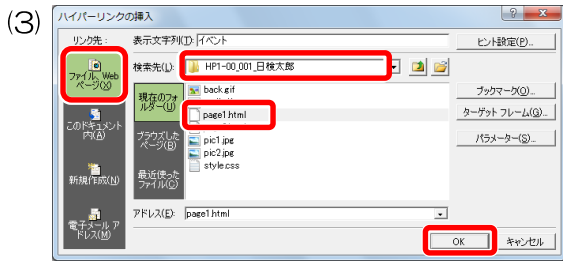 (3)
ハイパーリンクの挿入
リンク先:
表示文字列(T): イベント
ヒント設定(P)...
ファイル、Web
ページ(X)
検索先(L): HP1-00_001_日検太郎
現在のフォ
ルダー(U)
back.gif
page1.html
pic1.jpg
pic2.jpg
style.css
ブックマーク(O)...
ターゲット フレーム(G)...
パラメーター(S)...
このドキュメント
内(A)
ブラウズした
ページ(B)
新規作成(N)
最近使った
ファイル(C)
電子メール ア
ドレス(M)
アドレス(E): page1.html
OK
キャンセル